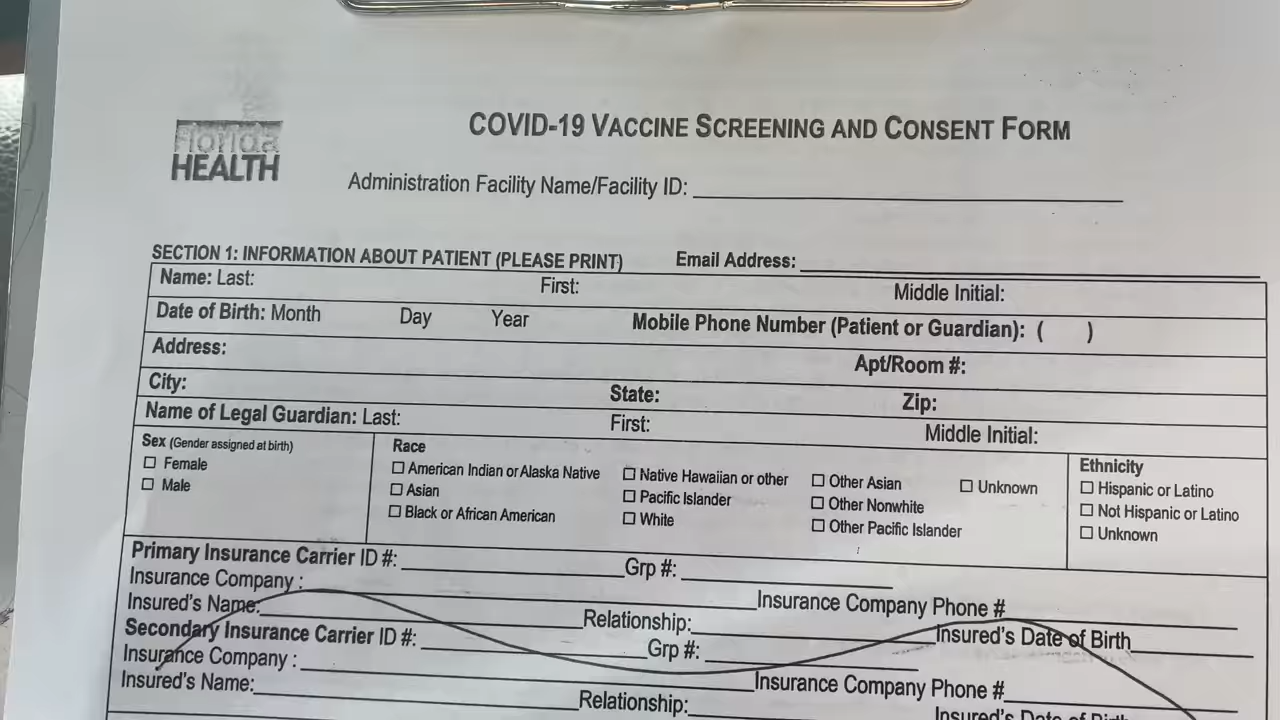 Florida
HEALTH
COVID-19 VACCINE SCREENING AND CONSENT FORM
Administration Facility Name/Facility ID:
SECTION 1: INFORMATION ABOUT PATIENT (PLEASE PRINT) Email Address:
Name: Last: First: Middle Initial:
Date of Birth: Month Day Year Mobile Phone Number (Patient or Guardian): ( )
Address: Apt/Room #:
City: State: Zip:
Name of Legal Guardian: Last: First: Middle Initial:
Sex (Gender assigned at birth)
☐ Female
☐ Male
Race
☐ American Indian or Alaska Native
☐ Asian
☐ Black or African American
☐ Native Hawaiian or other
☐ Pacific Islander
☐ White
☐ Other Asian
☐ Other Nonwhite
☐ Other Pacific Islander
☐ Unknown
Ethnicity
☐ Hispanic or Latino
☐ Not Hispanic or Latino
☐ Unknown
Primary Insurance Carrier ID #: Grp #:
Insurance Company : Insurance Company Phone #
Insured's Name: Relationship: Insured's Date of Birth
Secondary Insurance Carrier ID #: Grp #:
Insurance Company : Insurance Company Phone #
Insured's Name: Relationship: Insured's Date of Birth